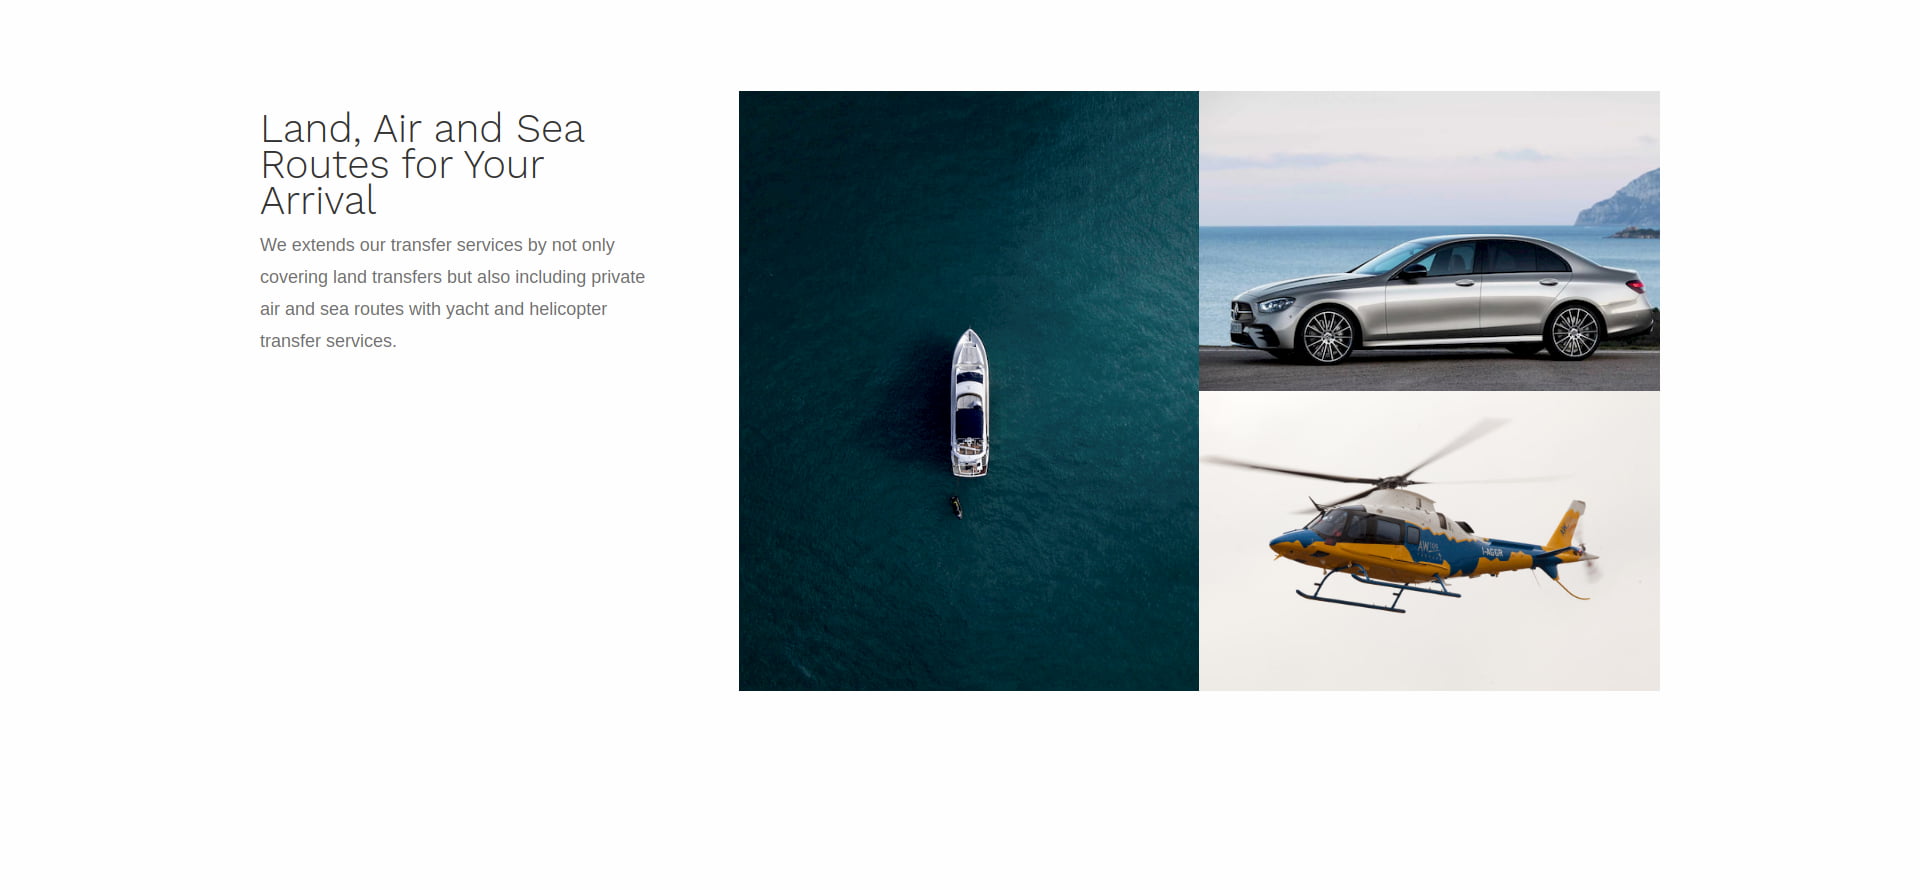 Land, Air and Sea
Routes for Your
Arrival
We extends our transfer services by not only
covering land transfers but also including private
air and sea routes with yacht and helicopter
transfer services.
I-AGGR